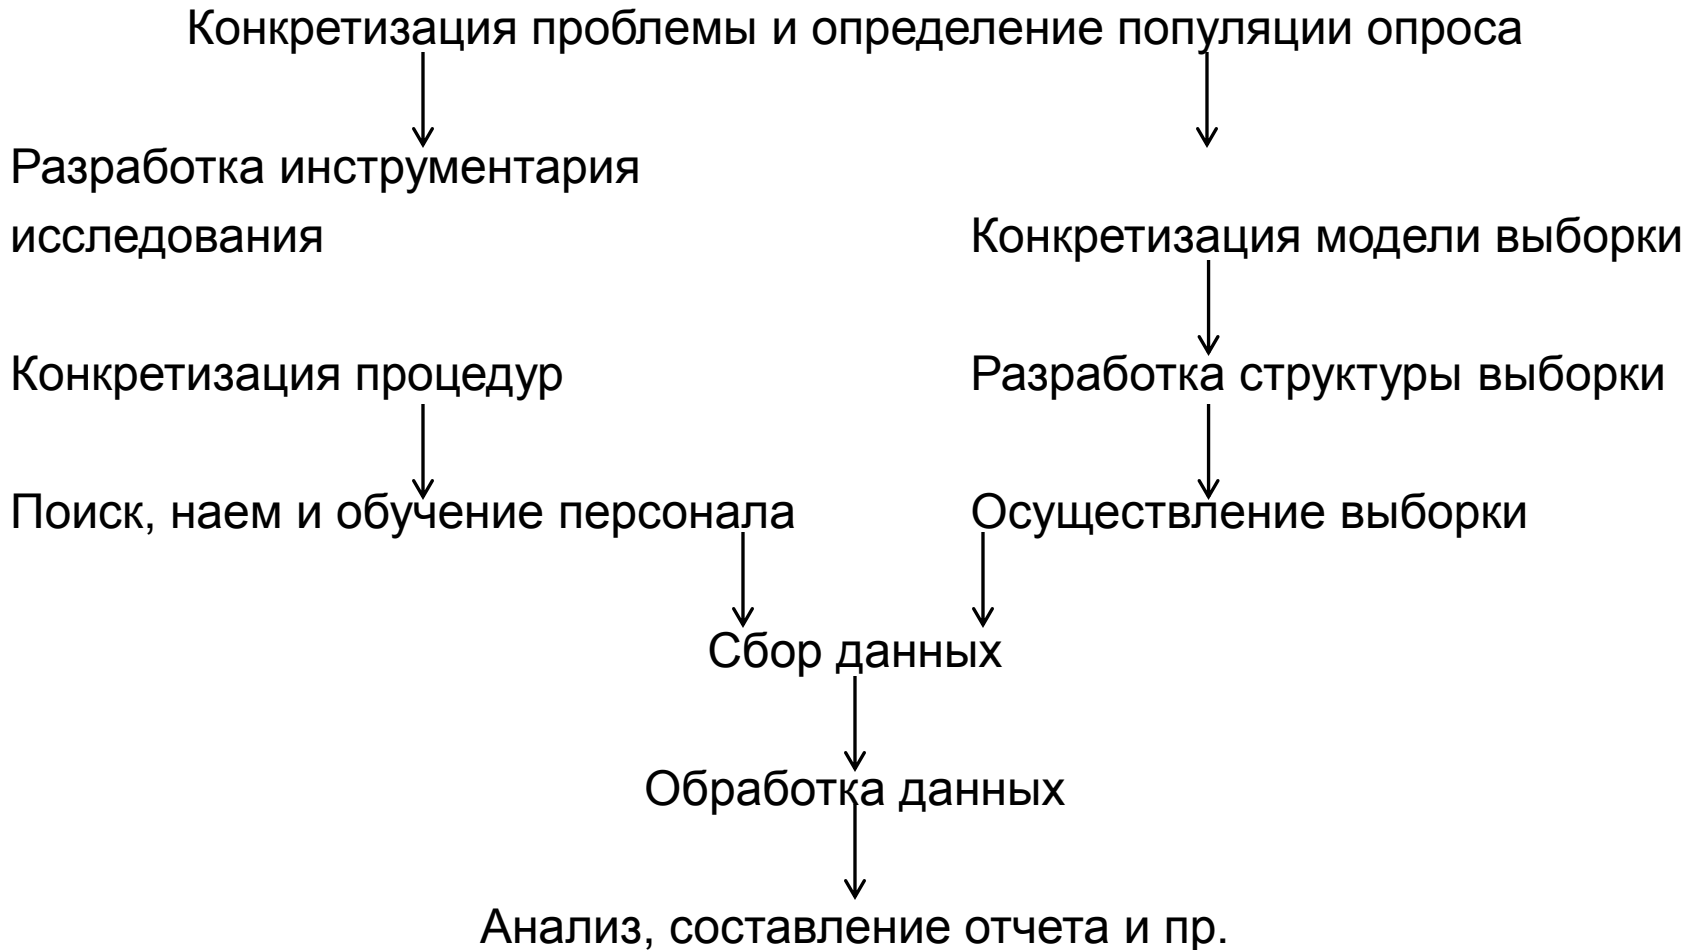 Конкретизация проблемы и определение популяции опроса
Разработка инструментария
исследования
Конкретизация модели выборки
Конкретизация процедур
Разработка структуры выборки
Поиск, наем и обучение персонала
Осуществление выборки
Сбор данных
Обработка данных
Анализ, составление отчета и пр.